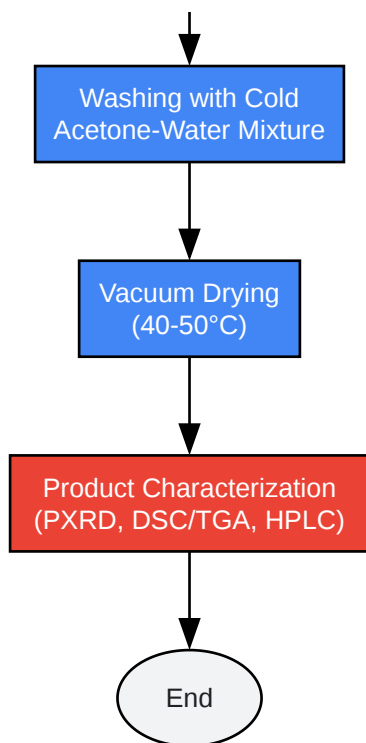 Washing with Cold
Acetone-Water Mixture
Vacuum Drying
(40-50°C)
Product Characterization
(PXRD, DSC/TGA, HPLC)
End